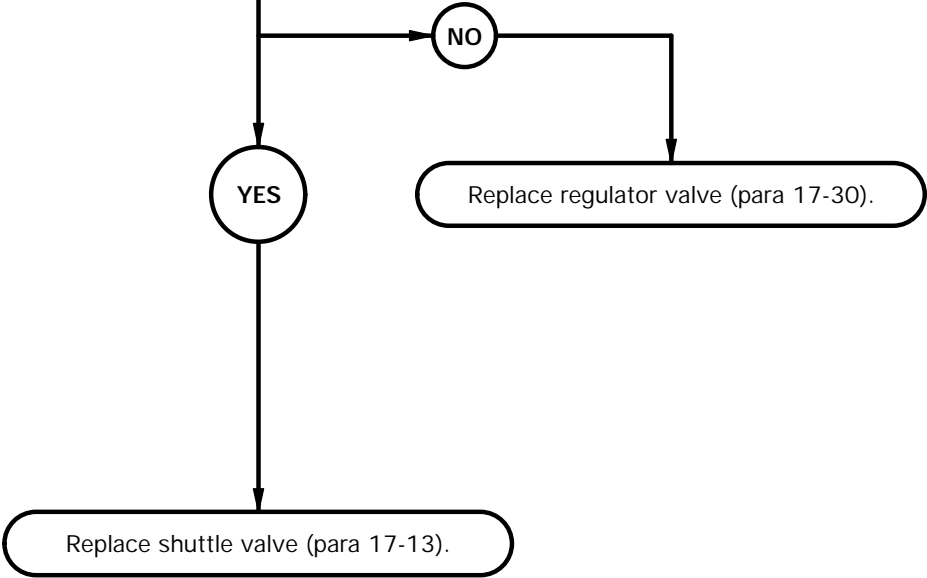 NO
YES
Replace regulator valve (para 17-30).
Replace shuttle valve (para 17-13).